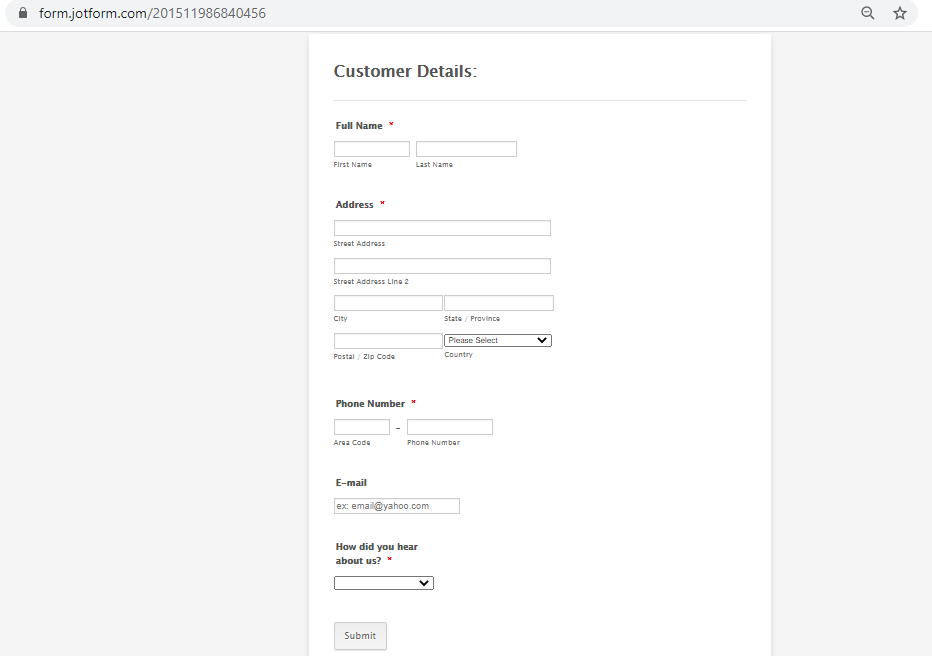 form.jotform.com/201511986840456
Customer Details:
Full Name *
First Name Last Name
Address *
Street Address
Street Address Line 2
City State / Province
Please Select
Postal / Zip Code Country
Phone Number *
-
Area Code Phone Number
E-mail
ex: email@yahoo.com
How did you hear
about us? *
Submit